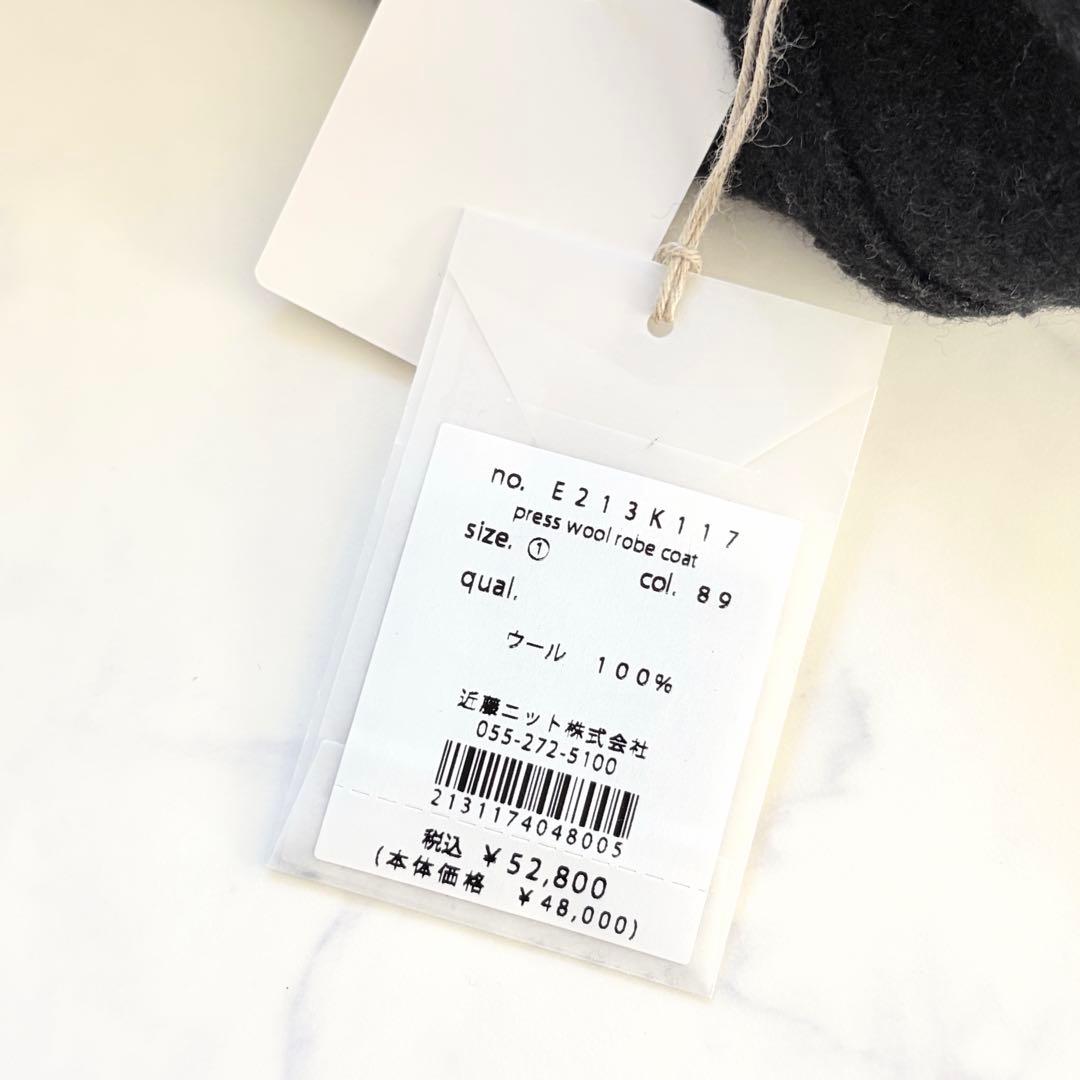 no. E213K117
press wool robe coat
size. ① col. 89
qual.
ウール 100%
近藤ニット株式会社
055-272-5100
2131174048005
税込 ¥52,800
(本体価格 ¥48,000)